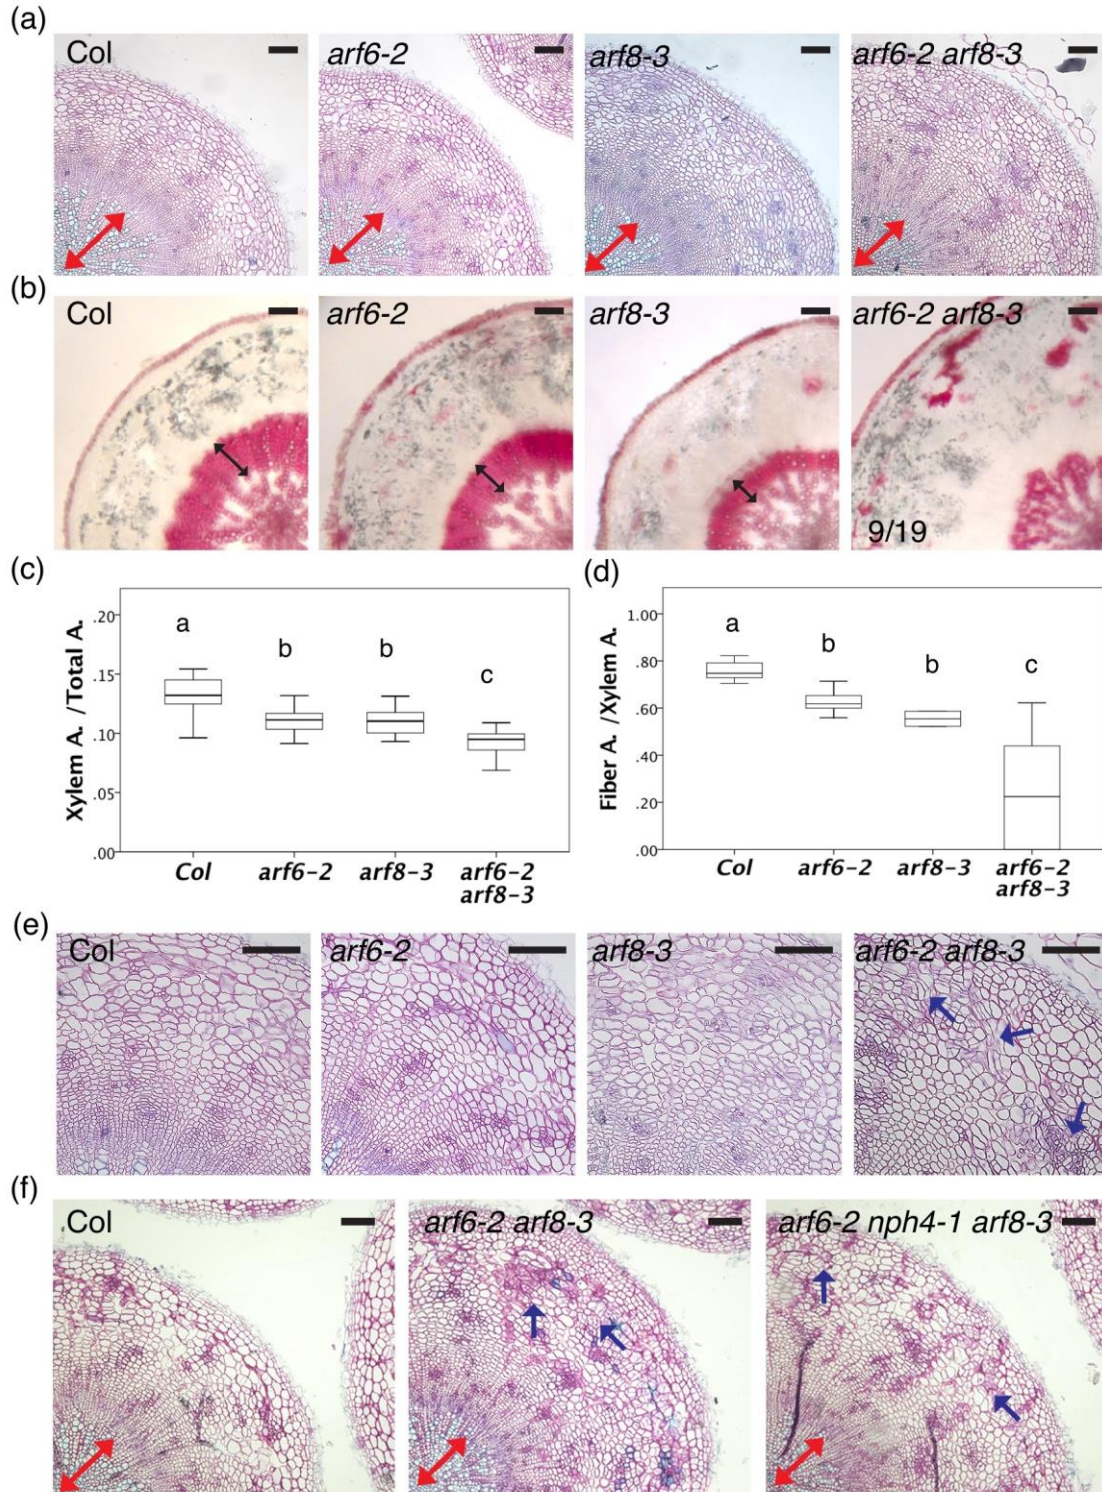 (a)
Col
arf6-2
arf8-3
arf6-2 arf8-3
(b)
Col
arf6-2
arf8-3
arf6-2 arf8-3
9/19
(c)
Xylem A. /Total A.
.20
.15
.10
.05
.00
a
b
b
c
Col
arf6-2
arf8-3
arf6-2
arf8-3
(d)
Fiber A. /Xylem A.
1.00
.80
.60
.40
.20
.00
a
b
b
c
Col
arf6-2
arf8-3
arf6-2
arf8-3
(e)
Col
arf6-2
arf8-3
arf6-2 arf8-3
(f)
Col
arf6-2 arf8-3
arf6-2 nph4-1 arf8-3